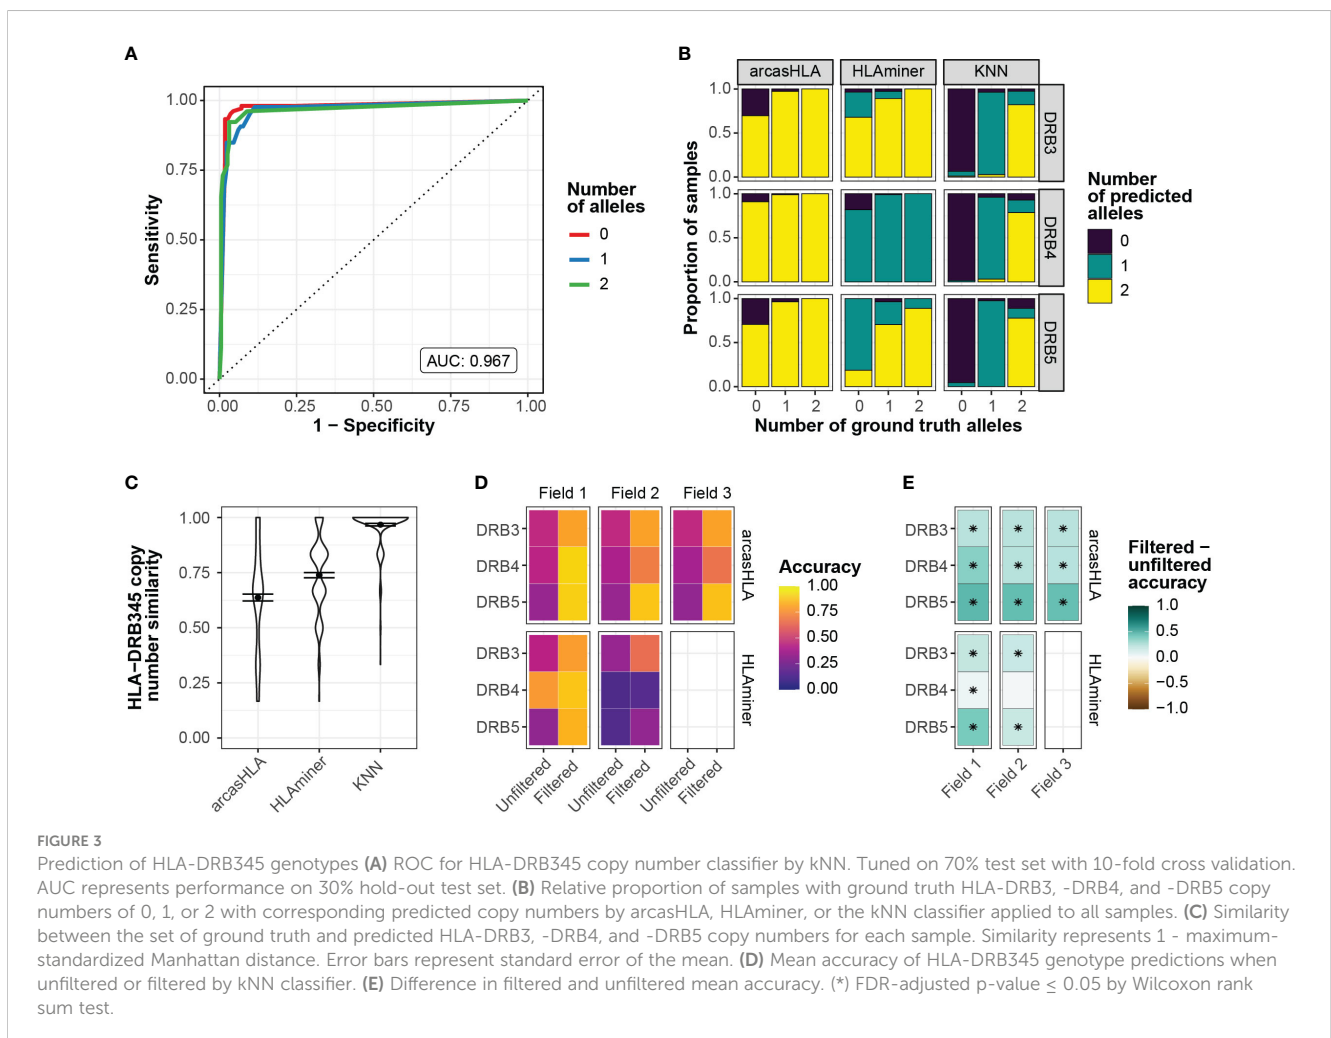 A
1.00
0.75
0.50
0.25
0.00
Sensitivity
AUC: 0.967
0.00 0.25 0.50 0.75 1.00
1 − Specificity
Number
of alleles
0
1
2
B
arcasHLA HLAminer KNN
Proportion of samples
1.0
0.5
0.0
DRB3
1.0
0.5
0.0
DRB4
1.0
0.5
0.0
DRB5
0 1 2 0 1 2 0 1 2
Number of ground truth alleles
Number
of predicted
alleles
0
1
2
C
HLA−DRB345 copy
number similarity
1.00
0.75
0.50
0.25
0.00
arcasHLA HLAminer KNN
D
Field 1 Field 2 Field 3
DRB3
DRB4
DRB5
arcasHLA
DRB3
DRB4
DRB5
HLAminer
Unfiltered Filtered Unfiltered Filtered Unfiltered Filtered
Accuracy
1.00
0.75
0.50
0.25
0.00
E
DRB3 * * *
DRB4 * * *
DRB5 * * *
arcasHLA
DRB3 * *
DRB4 *
DRB5 * *
HLAminer
Field 1 Field 2 Field 3
Filtered −
unfiltered
accuracy
1.0
0.5
0.0
−0.5
−1.0
FIGURE 3
Prediction of HLA-DRB345 genotypes (A) ROC for HLA-DRB345 copy number classifier by kNN. Tuned on 70% test set with 10-fold cross validation.
AUC represents performance on 30% hold-out test set. (B) Relative proportion of samples with ground truth HLA-DRB3, -DRB4, and -DRB5 copy
numbers of 0, 1, or 2 with corresponding predicted copy numbers by arcasHLA, HLAminer, or the kNN classifier applied to all samples. (C) Similarity
between the set of ground truth and predicted HLA-DRB3, -DRB4, and -DRB5 copy numbers for each sample. Similarity represents 1 - maximum-
standardized Manhattan distance. Error bars represent standard error of the mean. (D) Mean accuracy of HLA-DRB345 genotype predictions when
unfiltered or filtered by kNN classifier. (E) Difference in filtered and unfiltered mean accuracy. (*) FDR-adjusted p-value ≤ 0.05 by Wilcoxon rank
sum test.